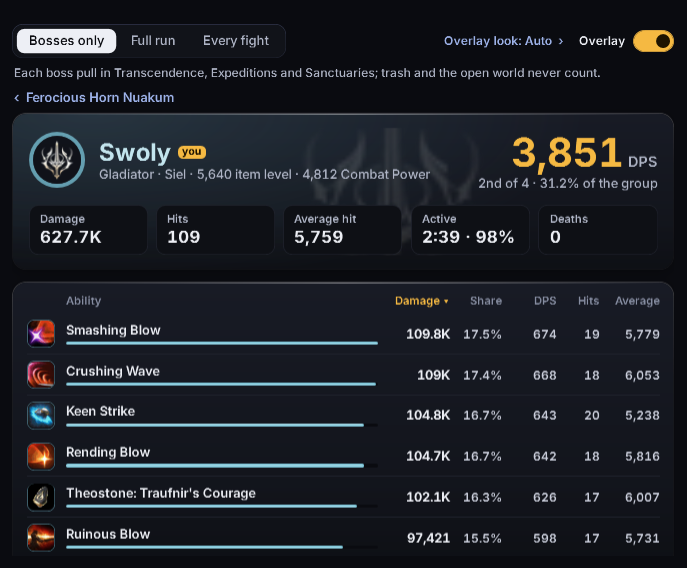 Bosses only Full run Every fight Overlay look: Auto › Overlay
Each boss pull in Transcendence, Expeditions and Sanctuaries; trash and the open world never count.
‹ Ferocious Horn Nuakum
Swoly you
Gladiator · Siel · 5,640 item level · 4,812 Combat Power
3,851 DPS
2nd of 4 · 31.2% of the group
Damage Hits Average hit Active Deaths
627.7K 109 5,759 2:39 · 98% 0
Ability Damage ▾ Share DPS Hits Average
Smashing Blow 109.8K 17.5% 674 19 5,779
Crushing Wave 109K 17.4% 668 18 6,053
Keen Strike 104.8K 16.7% 643 20 5,238
Rending Blow 104.7K 16.7% 642 18 5,816
Theostone: Traufnir's Courage 102.1K 16.3% 626 17 6,007
Ruinous Blow 97,421 15.5% 598 17 5,731